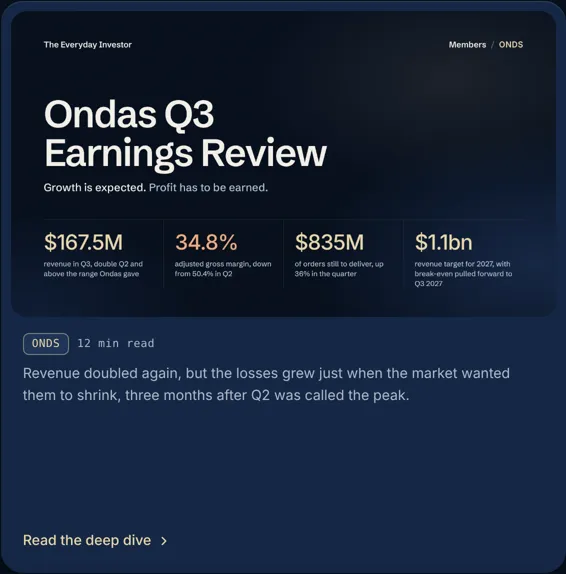 The Everyday Investor
Members / ONDS
Ondas Q3
Earnings Review
Growth is expected. Profit has to be earned.
$167.5M
revenue in Q3, double Q2 and
above the range Ondas gave
34.8%
adjusted gross margin, down
from 50.4% in Q2
$835M
of orders still to deliver, up
36% in the quarter
$1.1bn
revenue target for 2027, with
break-even pulled forward to
Q3 2027
ONDS
12 min read
Revenue doubled again, but the losses grew just when the market wanted
them to shrink, three months after Q2 was called the peak.
Read the deep dive >